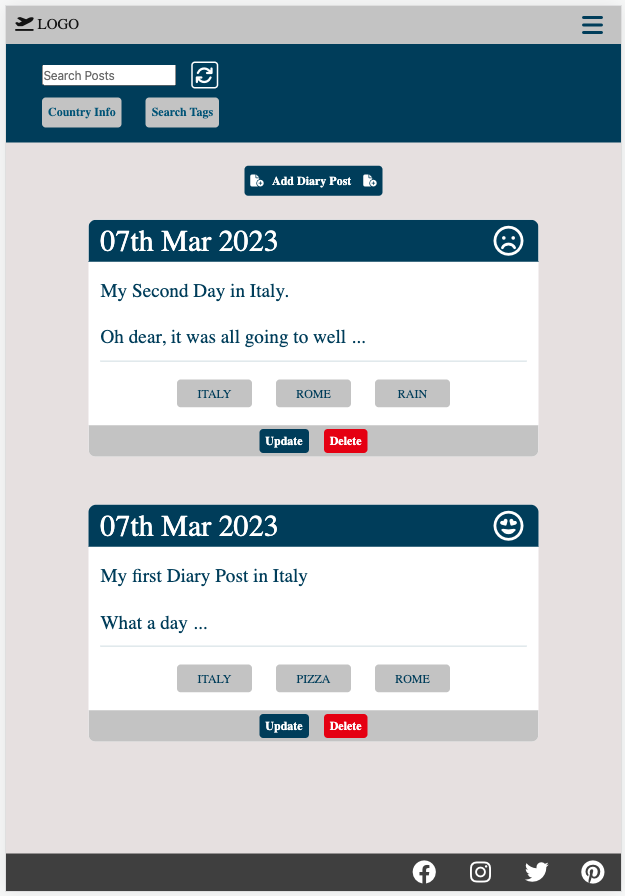 LOGO
Search Posts
Country Info Search Tags
Add Diary Post
07th Mar 2023
My Second Day in Italy.
Oh dear, it was all going to well ...
ITALY ROME RAIN
Update Delete
07th Mar 2023
My first Diary Post in Italy
What a day ...
ITALY PIZZA ROME
Update Delete